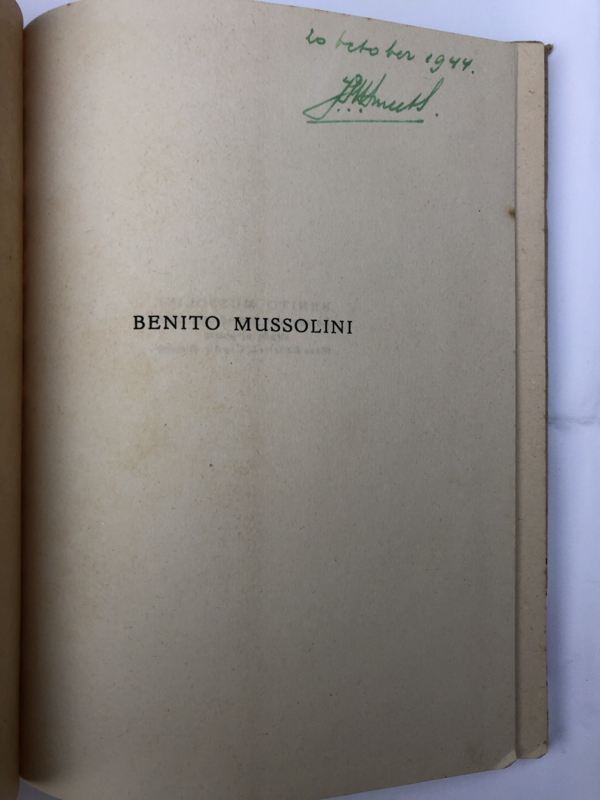 20 October 1944.
BENITO MUSSOLINI